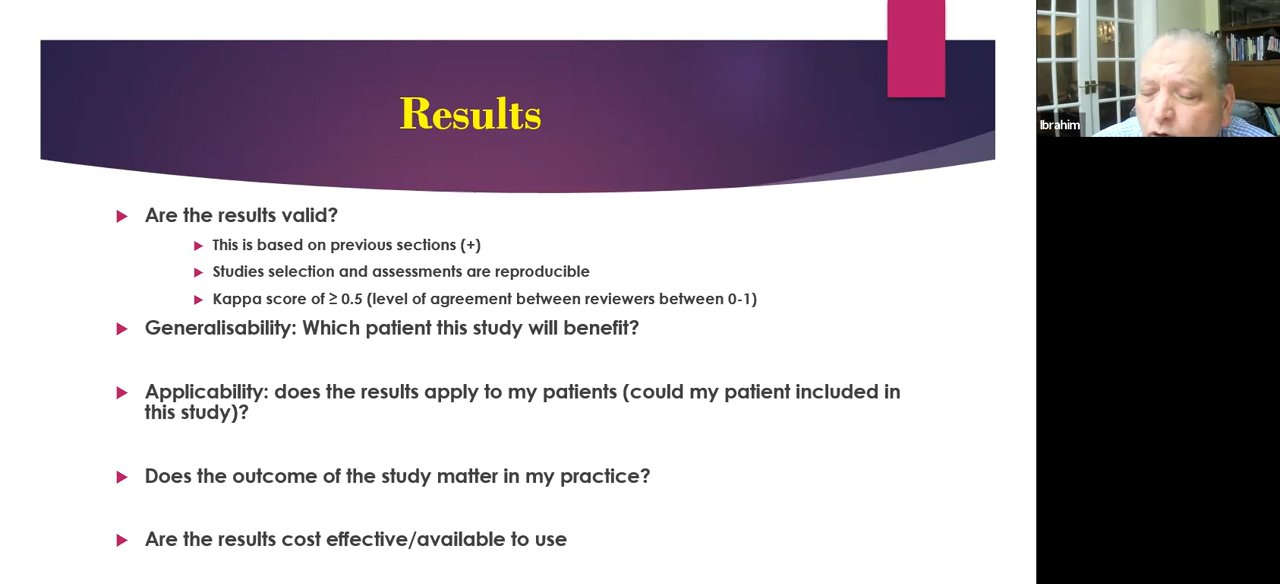 Results
Are the results valid?
This is based on previous sections (+)
Studies selection and assessments are reproducible
Kappa score of ≥ 0.5 (level of agreement between reviewers between 0-1)
Generalisability: Which patient this study will benefit?
Applicability: does the results apply to my patients (could my patient included in
this study)?
Does the outcome of the study matter in my practice?
Are the results cost effective/available to use
Ibrahim